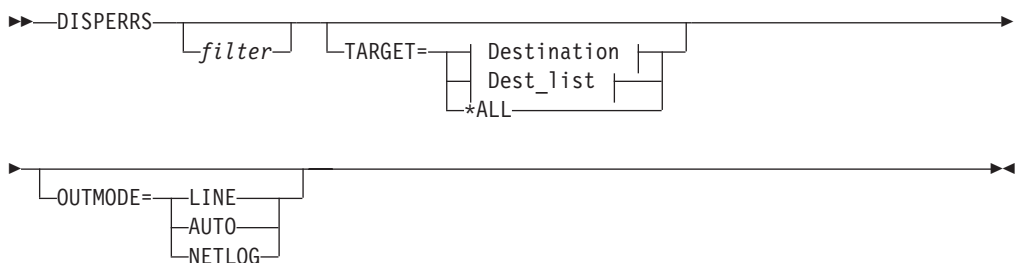 DISPERRS
filter
TARGET=
Destination
Dest_list
*ALL
OUTMODE=
LINE
AUTO
NETLOG